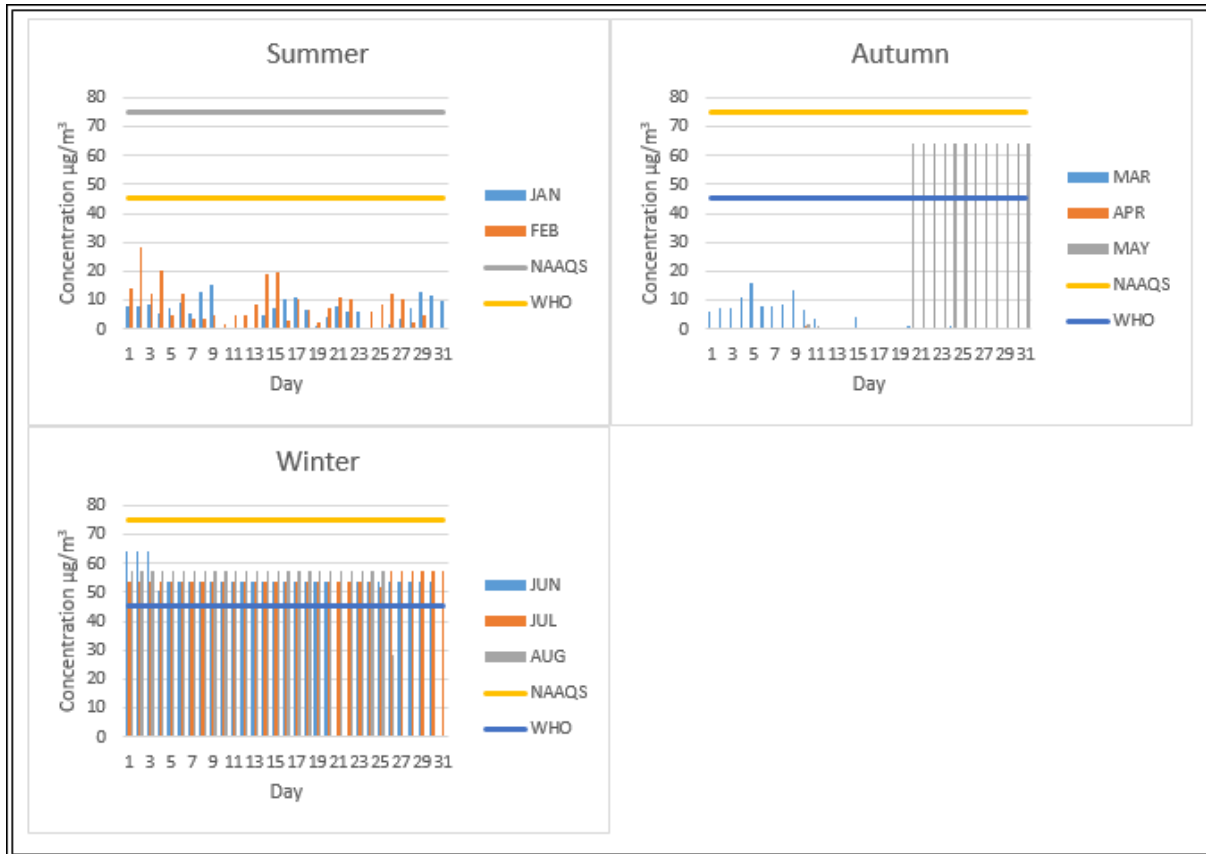 Summer
Concentration µg/m³
80
70
60
50
40
30
20
10
0
1 3 5 7 9 11 13 15 17 19 21 23 25 27 29 31
Day
JAN
FEB
NAAQS
WHO
Autumn
Concentration µg/m³
80
70
60
50
40
30
20
10
0
1 3 5 7 9 11 13 15 17 19 21 23 25 27 29 31
Day
MAR
APR
MAY
NAAQS
WHO
Winter
Concentration µg/m³
80
70
60
50
40
30
20
10
0
1 3 5 7 9 11 13 15 17 19 21 23 25 27 29 31
Day
JUN
JUL
AUG
NAAQS
WHO